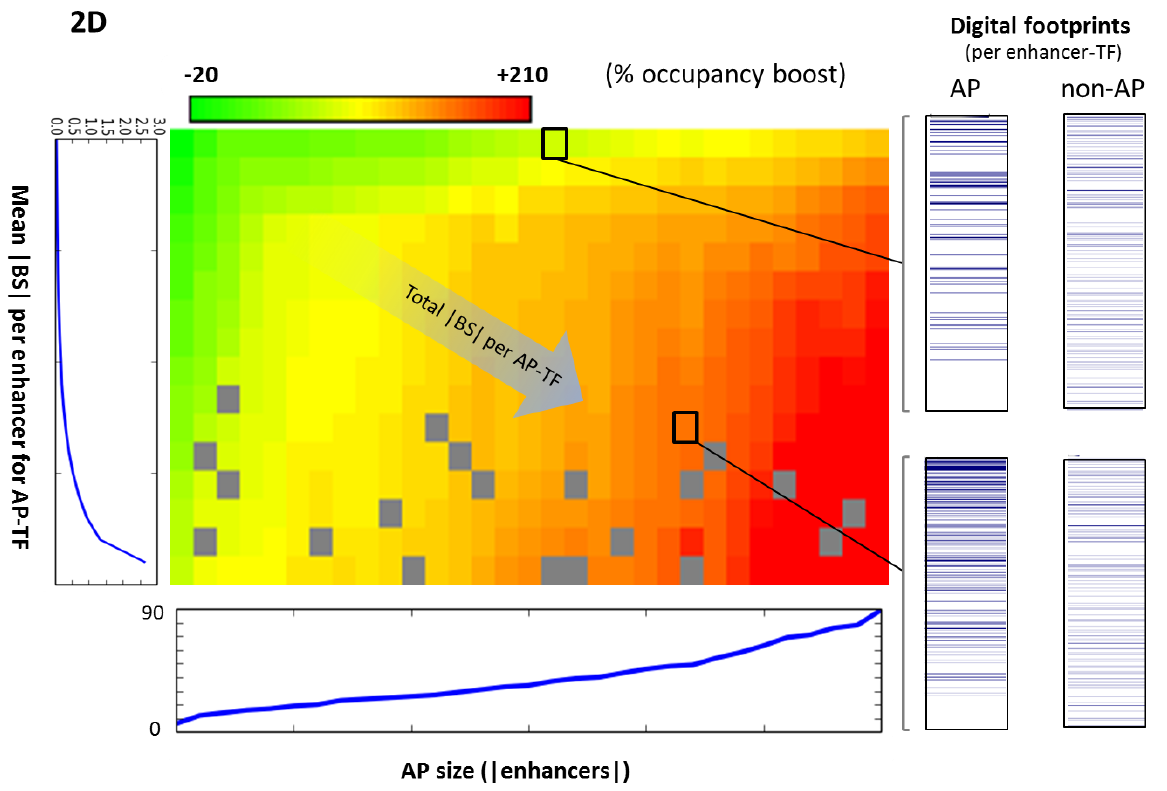 2D
Digital footprints
(per enhancer-TF)
-20
+210
(% occupancy boost)
AP
non-AP
0.0
0.5
1.0
1.5
2.0
2.5
3.0
Mean |BS| per enhancer for AP-TF
Total |BS| per AP-TF
90
0
AP size (|enhancers|)